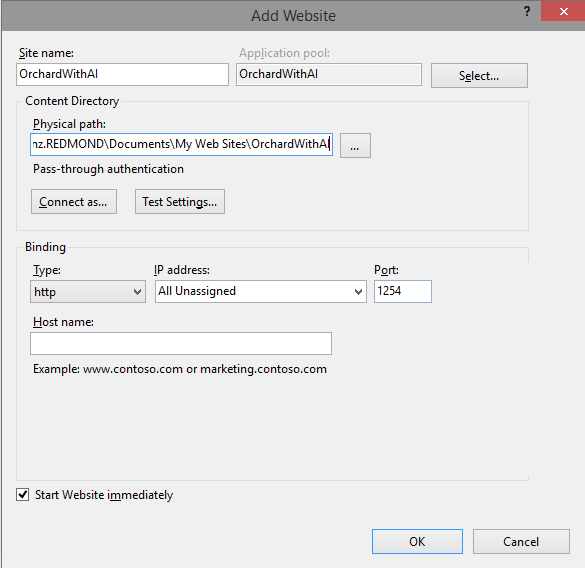 Add Website
?
Site name:
Application pool:
OrchardWithAI
OrchardWithAI
Select...
Content Directory
Physical path:
nz.REDMOND\Documents\My Web Sites\OrchardWithAI
...
Pass-through authentication
Connect as...
Test Settings...
Binding
Type:
IP address:
Port:
http
All Unassigned
1254
Host name:
Example: www.contoso.com or marketing.contoso.com
Start Website immediately
OK
Cancel